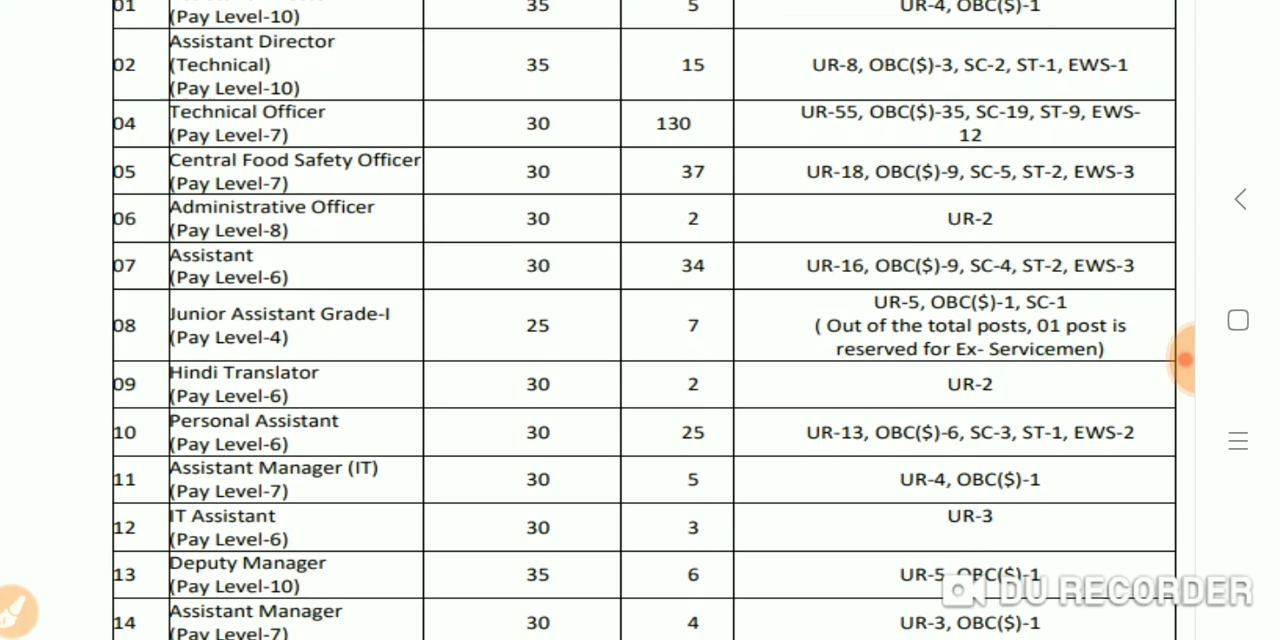 01 35 5 UR-4, OBC($)-1
(Pay Level-10)
Assistant Director
02 (Technical) 35 15 UR-8, OBC($)-3, SC-2, ST-1, EWS-1
(Pay Level-10)
Technical Officer UR-55, OBC($)-35, SC-19, ST-9, EWS-
04 30 130
(Pay Level-7) 12
Central Food Safety Officer
05 30 37 UR-18, OBC($)-9, SC-5, ST-2, EWS-3
(Pay Level-7)
Administrative Officer
06 30 2 UR-2
(Pay Level-8)
Assistant
07 30 34 UR-16, OBC($)-9, SC-4, ST-2, EWS-3
(Pay Level-6)
UR-5, OBC($)-1, SC-1
Junior Assistant Grade-I
08 25 7 ( Out of the total posts, 01 post is
(Pay Level-4)
reserved for Ex- Servicemen)
Hindi Translator
09 30 2 UR-2
(Pay Level-6)
Personal Assistant
10 30 25 UR-13, OBC($)-6, SC-3, ST-1, EWS-2
(Pay Level-6)
Assistant Manager (IT)
11 30 5 UR-4, OBC($)-1
(Pay Level-7)
IT Assistant UR-3
12 30 3
(Pay Level-6)
Deputy Manager
13 35 6 UR-5, OBC($)-1
(Pay Level-10)
DU RECORDER
Assistant Manager
14 30 4 UR-3, OBC($)-1
(Pay Level-7)